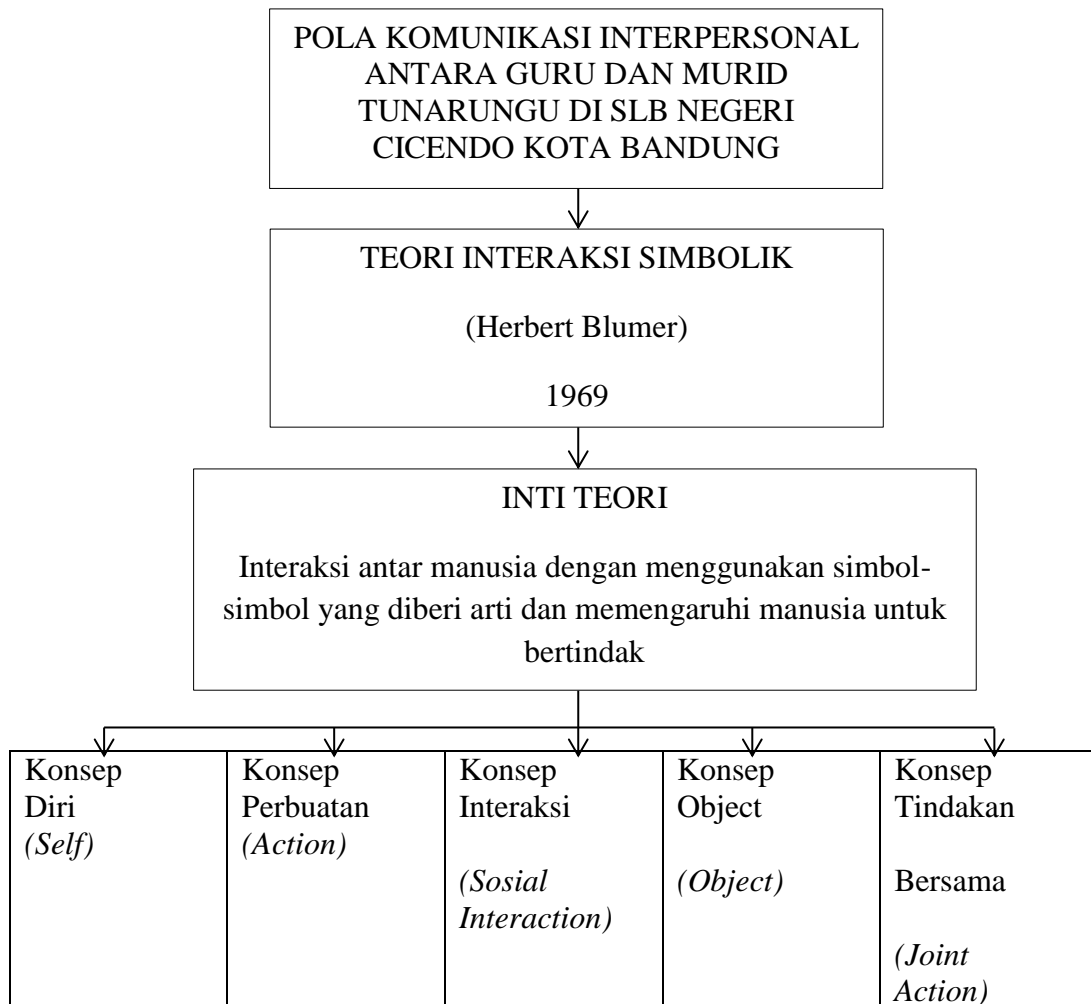 POLA KOMUNIKASI INTERPERSONAL
ANTARA GURU DAN MURID
TUNARUNGU DI SLB NEGERI
CICENDO KOTA BANDUNG
TEORI INTERAKSI SIMBOLIK
(Herbert Blumer)
1969
INTI TEORI
Interaksi antar manusia dengan menggunakan simbol-
simbol yang diberi arti dan memengaruhi manusia untuk
bertindak
Konsep
Diri
(Self)
Konsep
Perbuatan
(Action)
Konsep
Interaksi
(Sosial
Interaction)
Konsep
Object
(Object)
Konsep
Tindakan
Bersama
(Joint
Action)